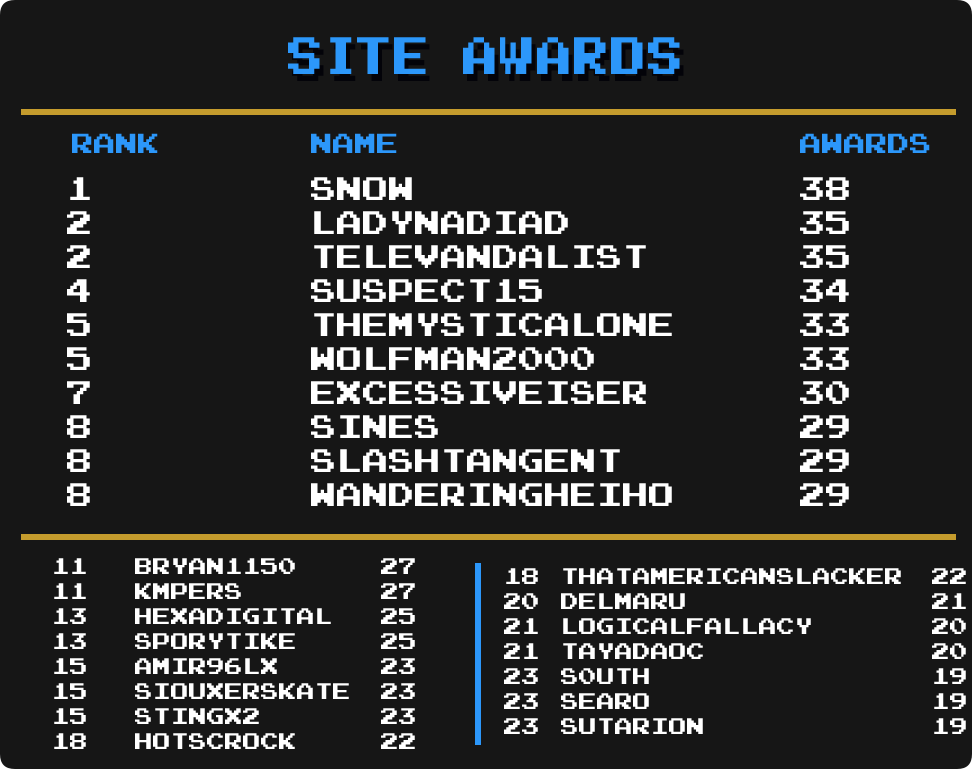 SITE AWARDS
RANK NAME AWARDS
1 SNOW 38
2 LADYNADIAD 35
2 TELEVANDALIST 35
4 SUSPECT15 34
5 THEMYSTICALONE 33
5 WOLFMAN2000 33
7 EXCESSIVEISER 30
8 SINES 29
8 SLASHTANGENT 29
8 WANDERINGHEIHO 29
11 BRYAN1150 27
11 KMPERS 27
13 HEXADIGITAL 25
13 SPORYTIKE 25
15 AMIR96LX 23
15 SIOUXERSKATE 23
15 STINGX2 23
18 HOTSCROCK 22
18 THATAMERICANSLACKER 22
20 DELMARU 21
21 LOGICALFALLACY 20
21 TAYADAOC 20
23 SOUTH 19
23 SEARO 19
23 SUTARION 19